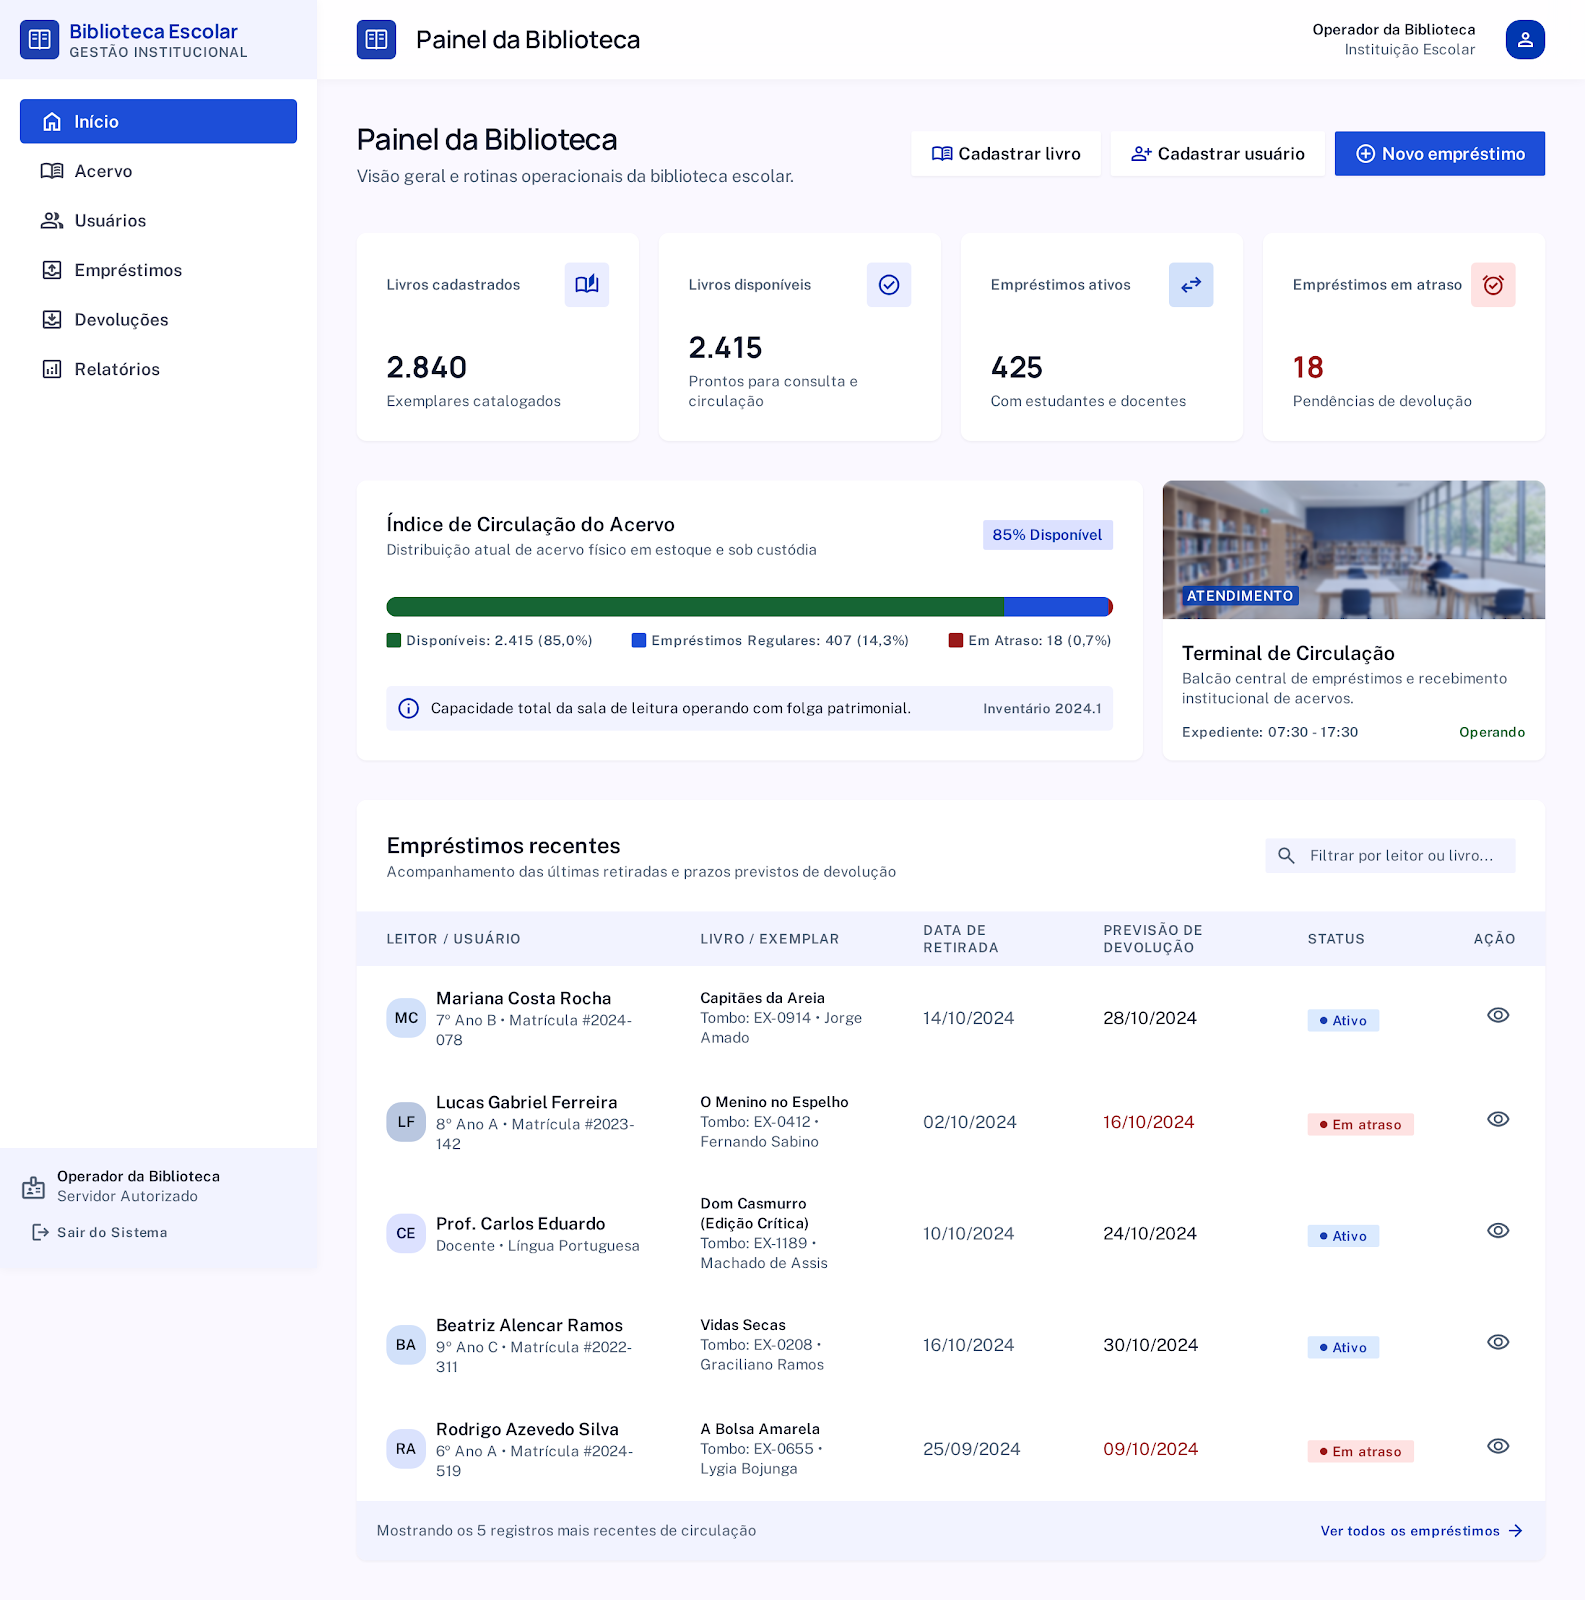 Biblioteca Escolar
GESTÃO INSTITUCIONAL
Painel da Biblioteca
Operador da Biblioteca
Instituição Escolar
Início
Acervo
Usuários
Empréstimos
Devoluções
Relatórios
Operador da Biblioteca
Servidor Autorizado
Sair do Sistema
Painel da Biblioteca
Visão geral e rotinas operacionais da biblioteca escolar.
Cadastrar livro
Cadastrar usuário
Novo empréstimo
Livros cadastrados
2.840
Exemplares catalogados
Livros disponíveis
2.415
Prontos para consulta e
circulação
Empréstimos ativos
425
Com estudantes e docentes
Empréstimos em atraso
18
Pendências de devolução
Índice de Circulação do Acervo
Distribuição atual de acervo físico em estoque e sob custódia
85% Disponível
Disponíveis: 2.415 (85,0%)
Empréstimos Regulares: 407 (14,3%)
Em Atraso: 18 (0,7%)
Capacidade total da sala de leitura operando com folga patrimonial.
Inventário 2024.1
ATENDIMENTO
Terminal de Circulação
Balcão central de empréstimos e recebimento
institucional de acervos.
Expediente: 07:30 - 17:30
Operando
Empréstimos recentes
Acompanhamento das últimas retiradas e prazos previstos de devolução
Filtrar por leitor ou livro...
LEITOR / USUÁRIO
LIVRO / EXEMPLAR
DATA DE
RETIRADA
PREVISÃO DE
DEVOLUÇÃO
STATUS
AÇÃO
MC
Mariana Costa Rocha
7º Ano B • Matrícula #2024-
078
Capitães da Areia
Tombo: EX-0914 • Jorge
Amado
14/10/2024
28/10/2024
Ativo
LF
Lucas Gabriel Ferreira
8º Ano A • Matrícula #2023-
142
O Menino no Espelho
Tombo: EX-0412 •
Fernando Sabino
02/10/2024
16/10/2024
Em atraso
CE
Prof. Carlos Eduardo
Docente • Língua Portuguesa
Dom Casmurro
(Edição Crítica)
Tombo: EX-1189 •
Machado de Assis
10/10/2024
24/10/2024
Ativo
BA
Beatriz Alencar Ramos
9º Ano C • Matrícula #2022-
311
Vidas Secas
Tombo: EX-0208 •
Graciliano Ramos
16/10/2024
30/10/2024
Ativo
RA
Rodrigo Azevedo Silva
6º Ano A • Matrícula #2024-
519
A Bolsa Amarela
Tombo: EX-0655 •
Lygia Bojunga
25/09/2024
09/10/2024
Em atraso
Mostrando os 5 registros mais recentes de circulação
Ver todos os empréstimos